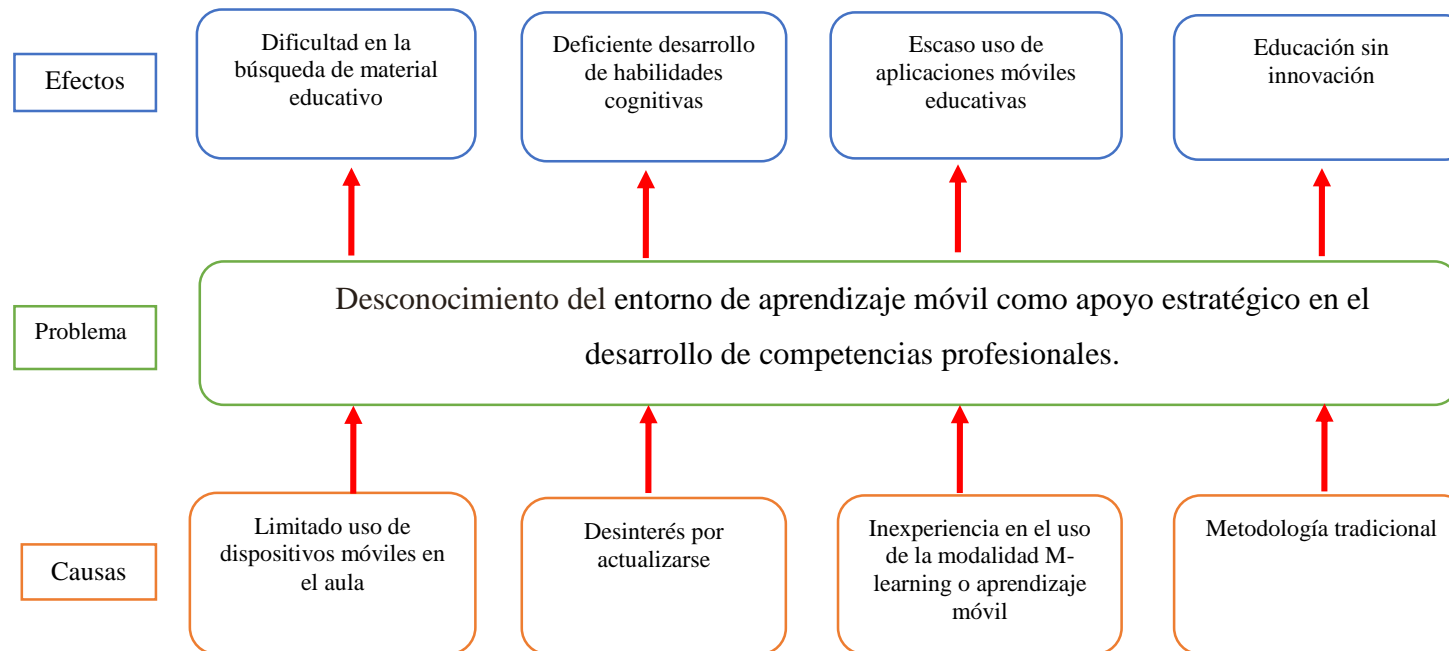 Efectos
Dificultad en la
búsqueda de material
educativo
Deficiente desarrollo
de habilidades
cognitivas
Escaso uso de
aplicaciones móviles
educativas
Educación sin
innovación
Problema
Desconocimiento del entorno de aprendizaje móvil como apoyo estratégico en el
desarrollo de competencias profesionales.
Causas
Limitado uso de
dispositivos móviles en
el aula
Desinterés por
actualizarse
Inexperiencia en el uso
de la modalidad M-
learning o aprendizaje
móvil
Metodología tradicional